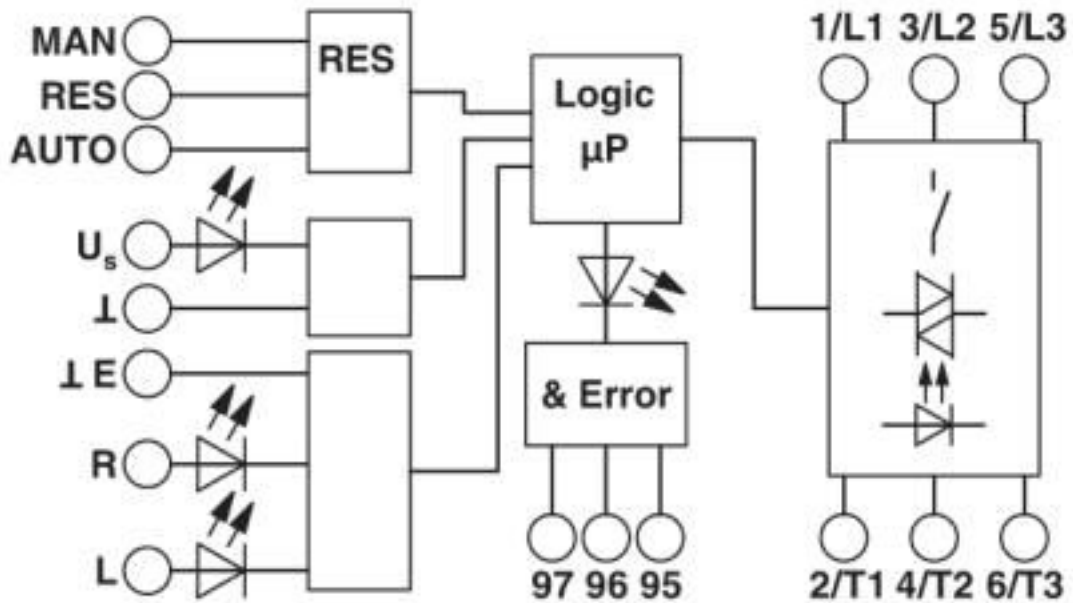 MAN
RES
AUTO
RES
U_s
⊥
⊥ E
R
L
Logic
µP
& Error
97 96 95
1/L1 3/L2 5/L3
2/T1 4/T2 6/T3